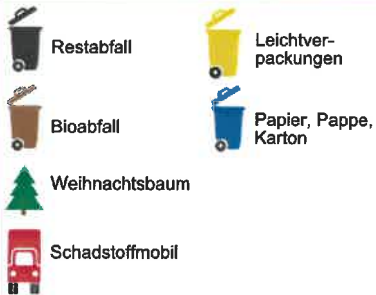 Restabfall
Leichtver-
packungen
Bioabfall
Papier, Pappe,
Karton
Weihnachtsbaum
Schadstoffmobil